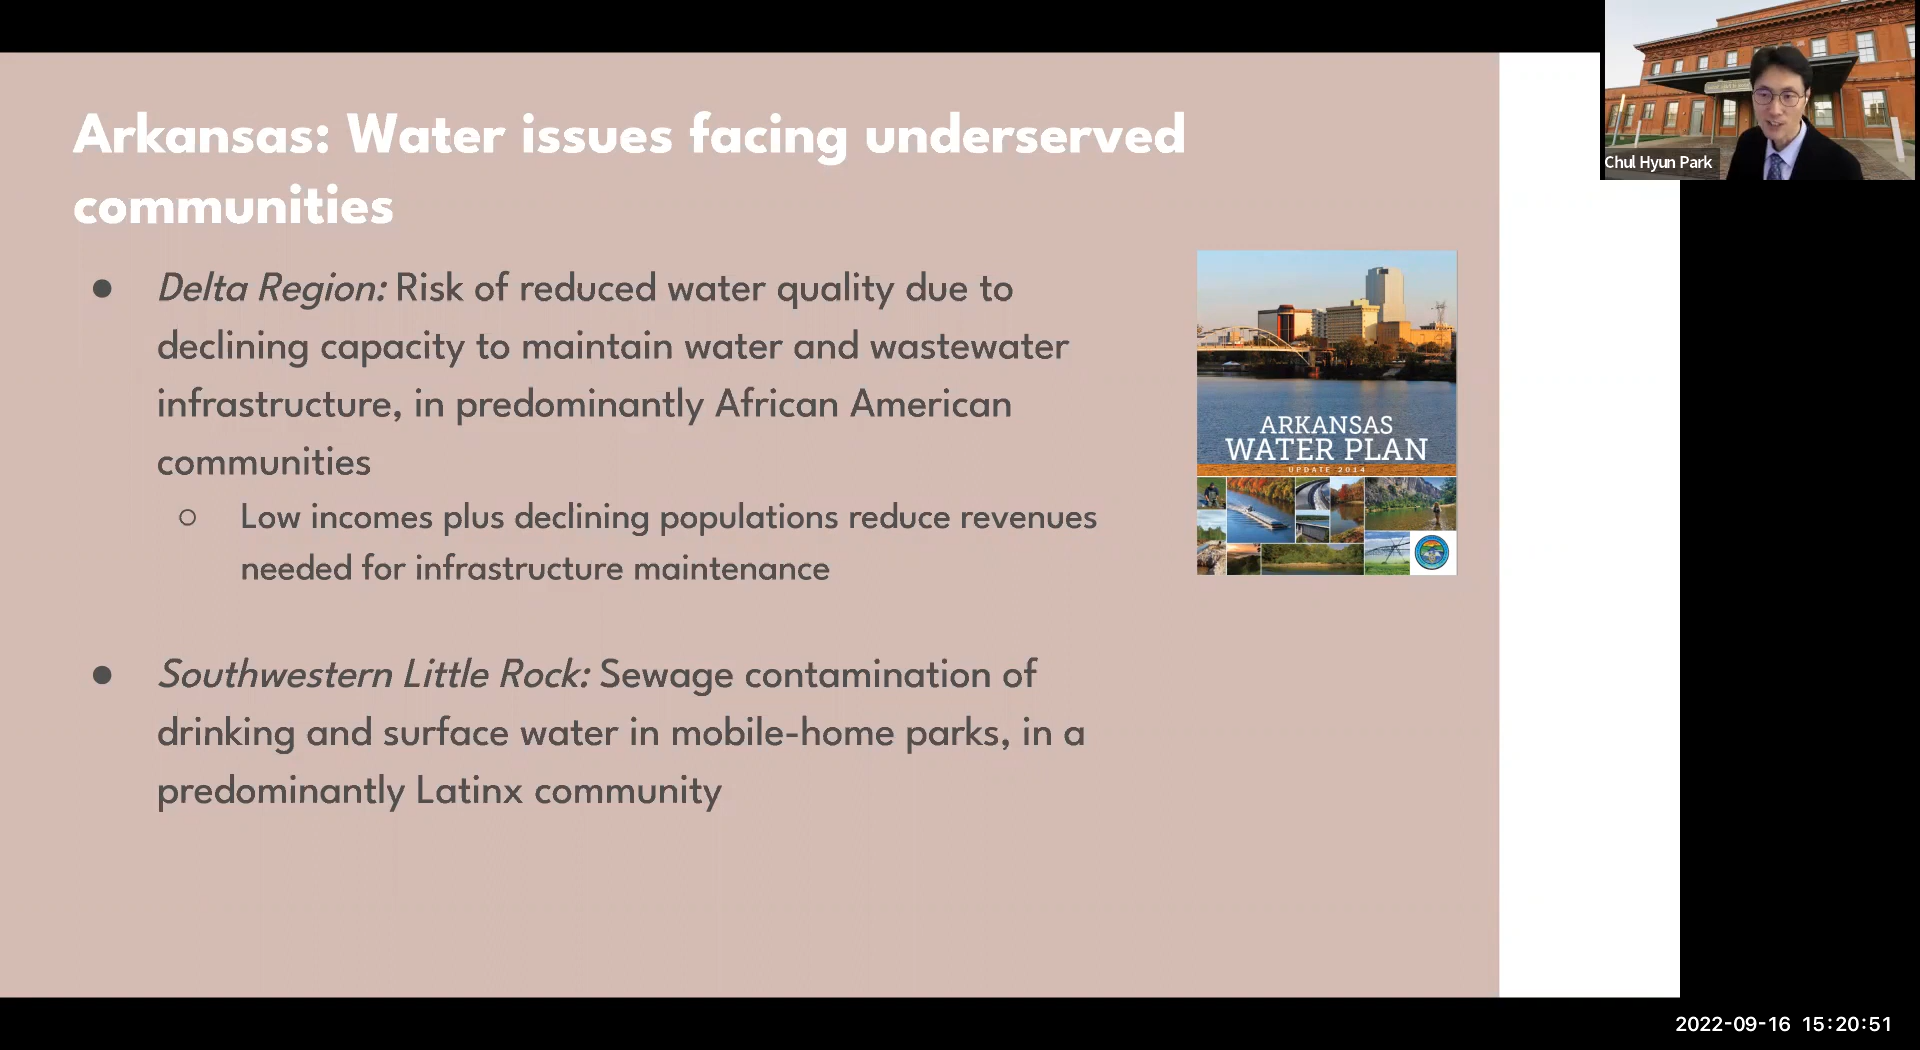 Arkansas: Water issues facing underserved
communities
● Delta Region: Risk of reduced water quality due to
declining capacity to maintain water and wastewater
infrastructure, in predominantly African American
communities
○ Low incomes plus declining populations reduce revenues
needed for infrastructure maintenance
● Southwestern Little Rock: Sewage contamination of
drinking and surface water in mobile-home parks, in a
predominantly Latinx community
ARKANSAS
WATER PLAN
UPDATE 2014
Chul Hyun Park
2022-09-16 15:20:51